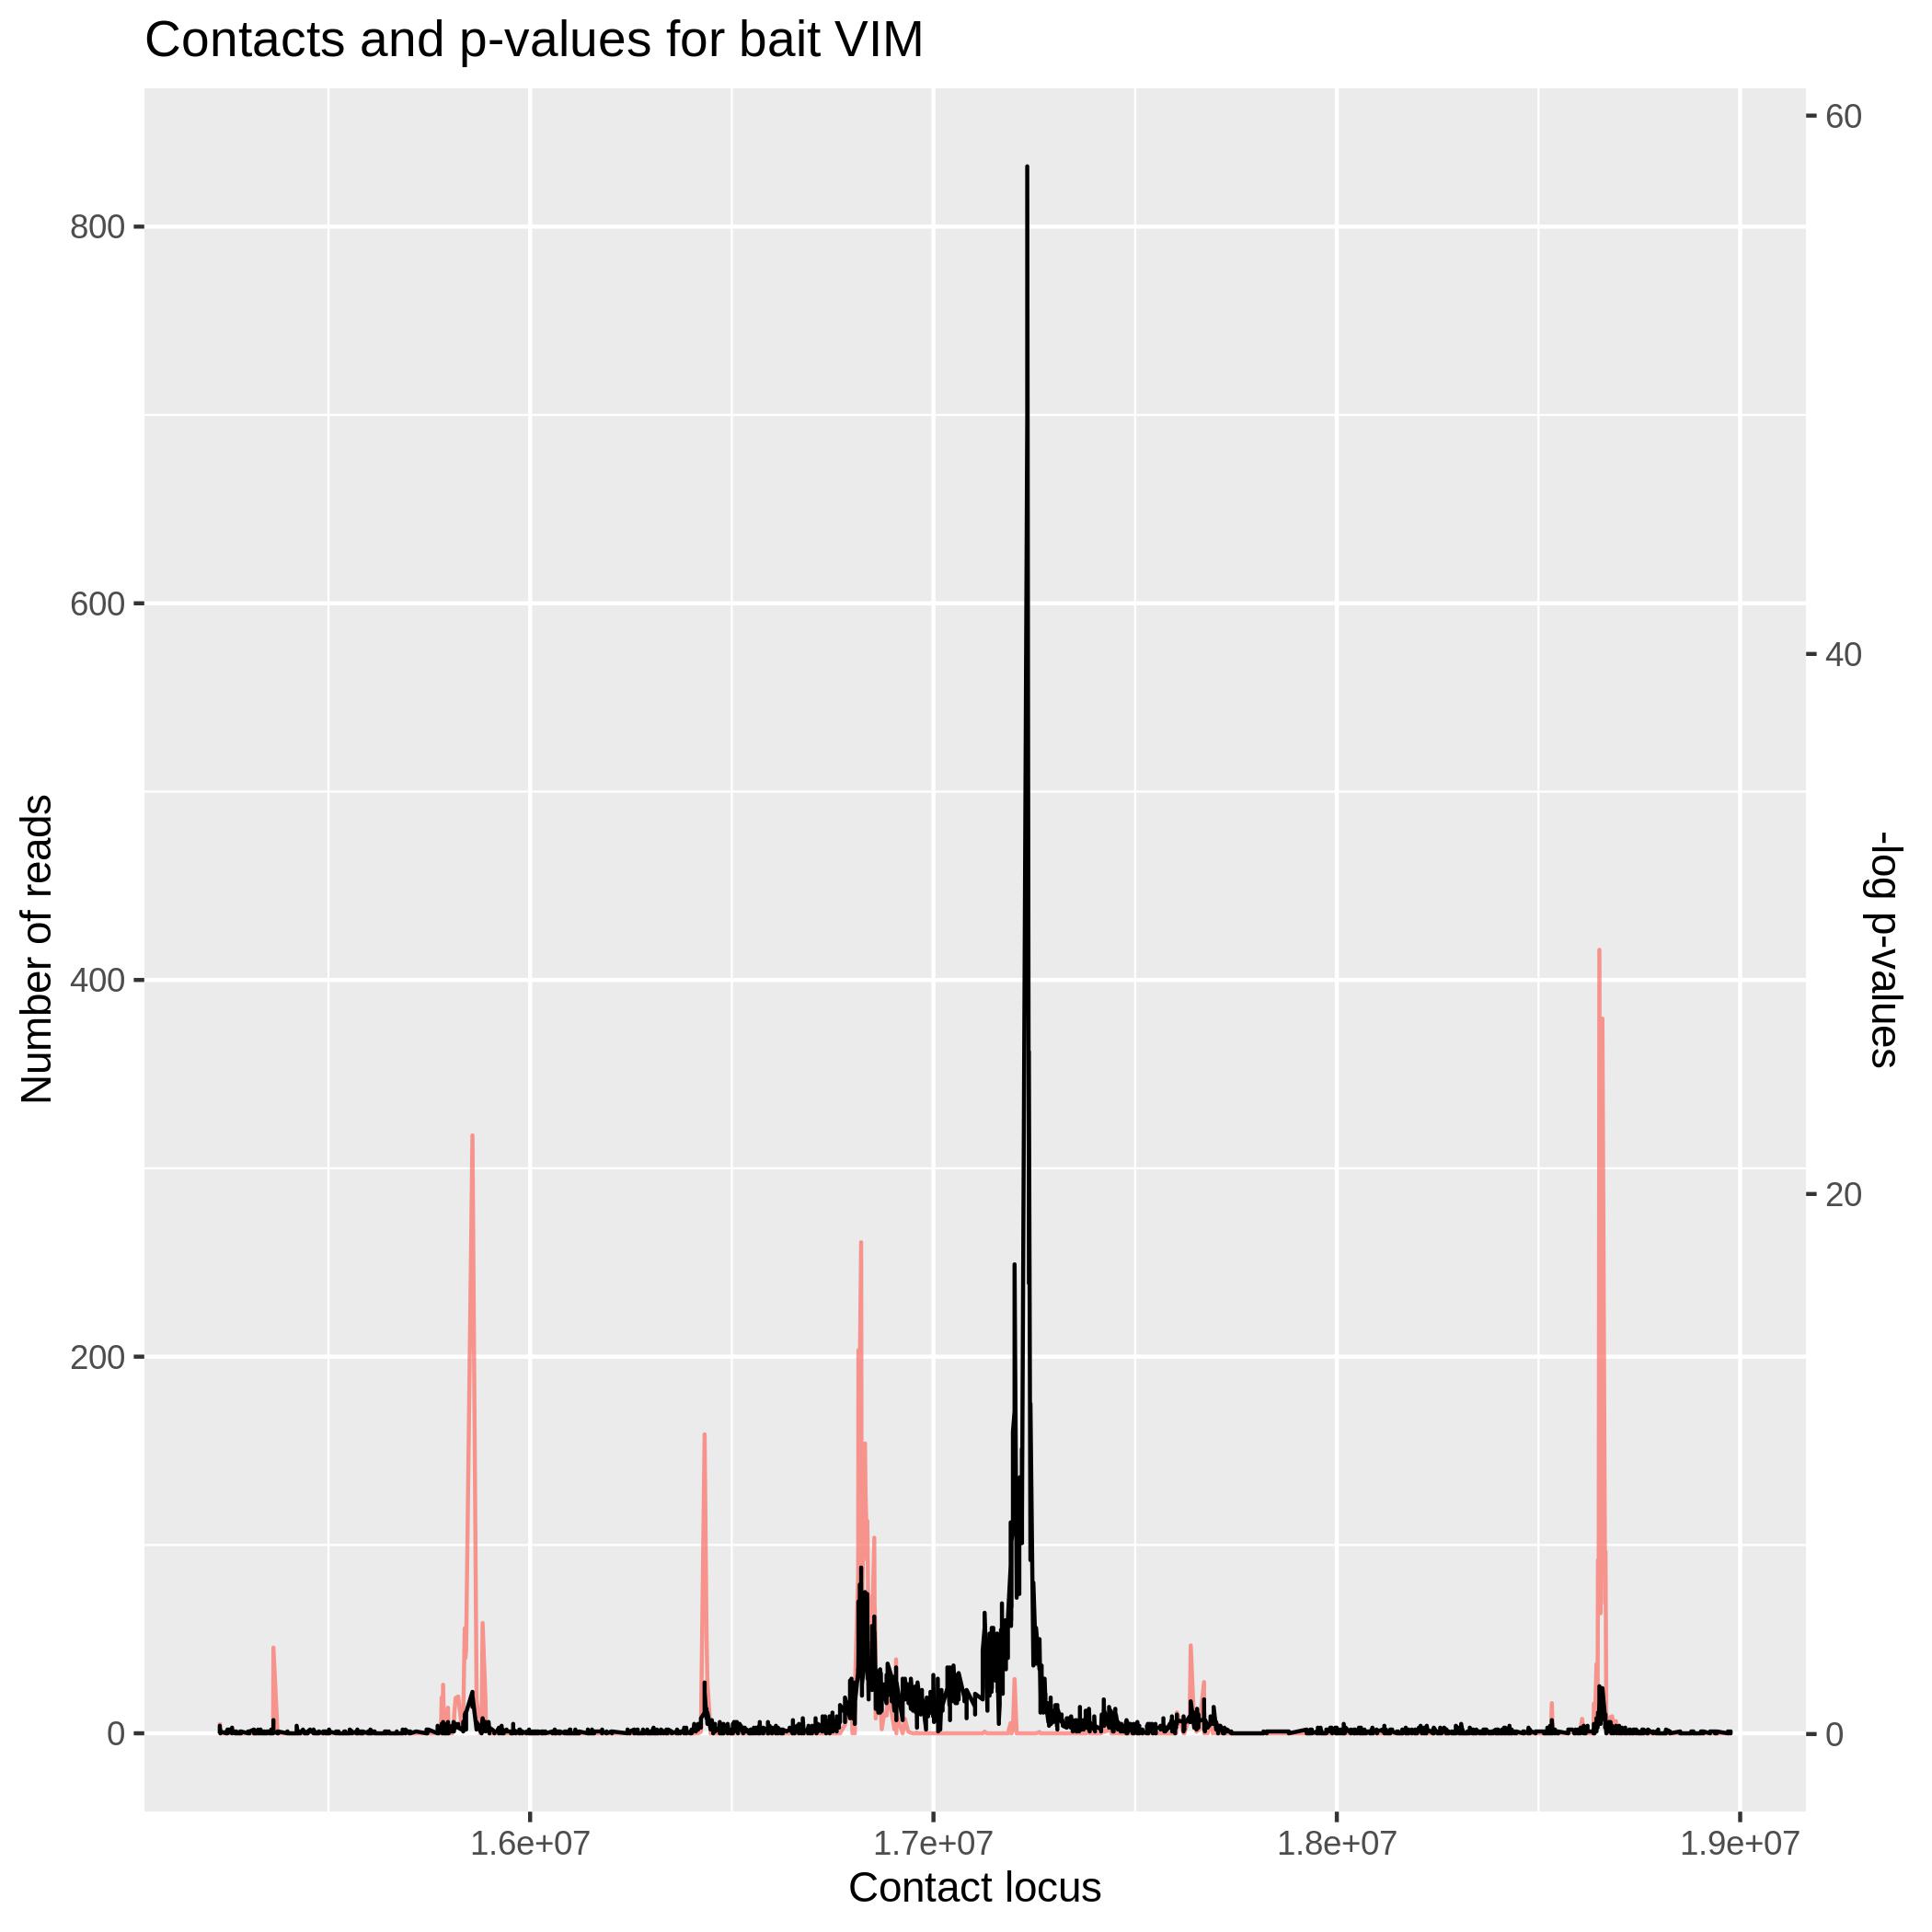 Contacts and p-values for bait VIM
60
800
600
40
Number of reads
-log p-values
400
20
200
0
0
1.6e+07
1.7e+07
1.8e+07
1.9e+07
Contact locus